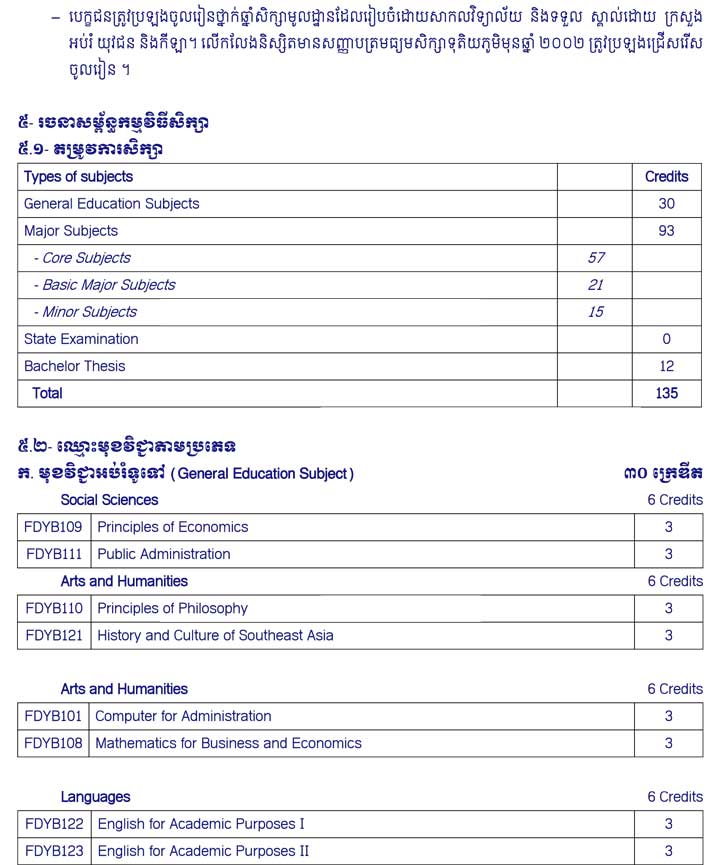 – បេក្ខជនត្រូវប្រឡងចូលរៀនថ្នាក់ឆ្នាំសិក្សាមូលដ្ឋានដែលរៀបចំដោយសាកលវិទ្យាល័យ និងទទួល ស្គាល់ដោយ ក្រសួង
អប់រំ យុវជន និងកីឡា។ លើកលែងនិស្សិតមានសញ្ញាបត្រមធ្យមសិក្សាទុតិយភូមិមុនឆ្នាំ ២០០២ ត្រូវប្រឡងជ្រើសរើស
ចូលរៀន ។
៥- រចនាសម្ព័ន្ធកម្មវិធីសិក្សា
៥.១- តម្រូវការសិក្សា
Types of subjects Credits
General Education Subjects 30
Major Subjects 93
- Core Subjects 57
- Basic Major Subjects 21
- Minor Subjects 15
State Examination 0
Bachelor Thesis 12
Total 135
៥.២- ឈ្មោះមុខវិជ្ជាតាមប្រភេទ
ក. មុខវិជ្ជាអប់រំទូទៅ (General Education Subject) ៣០ ក្រេឌីត
Social Sciences 6 Credits
FDYB109 Principles of Economics 3
FDYB111 Public Administration 3
Arts and Humanities 6 Credits
FDYB110 Principles of Philosophy 3
FDYB121 History and Culture of Southeast Asia 3
Arts and Humanities 6 Credits
FDYB101 Computer for Administration 3
FDYB108 Mathematics for Business and Economics 3
Languages 6 Credits
FDYB122 English for Academic Purposes I 3
FDYB123 English for Academic Purposes II 3